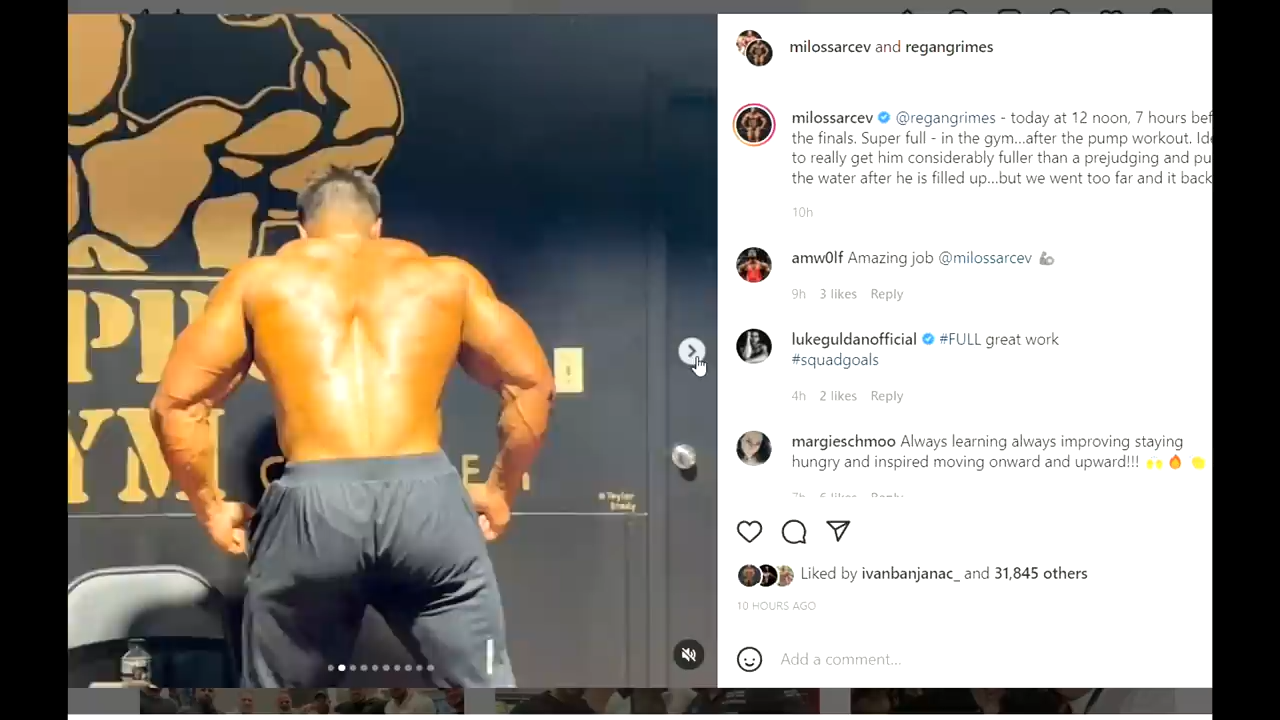 milossarcev and regangrimes
milossarcev @regangrimes - today at 12 noon, 7 hours bef
the finals. Super full - in the gym...after the pump workout. Ide
to really get him considerably fuller than a prejudging and pu
the water after he is filled up...but we went too far and it back
10h
amw0lf Amazing job @milossarcev
9h 3 likes Reply
lukeguldanofficial #FULL great work
#squadgoals
4h 2 likes Reply
margieschmoo Always learning always improving staying
hungry and inspired moving onward and upward!!!
Liked by ivanbanjanac_ and 31,845 others
10 HOURS AGO
Add a comment...
PR
YM
Taylor